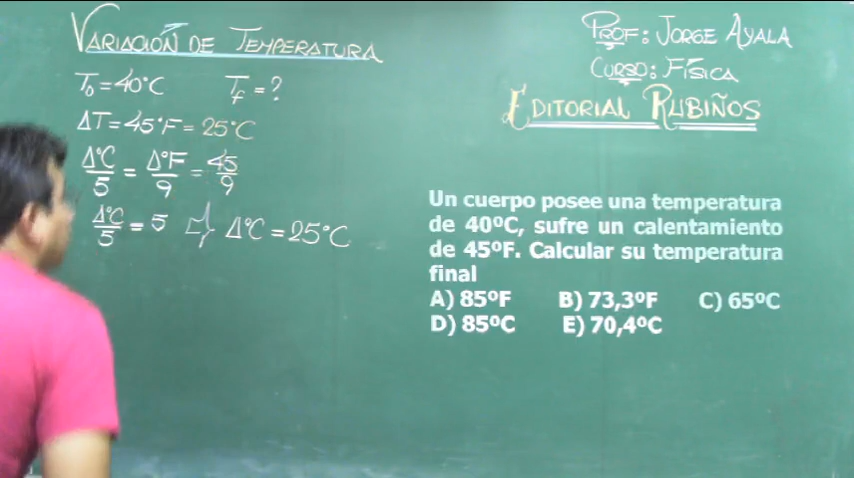 VARIACIÓN DE TEMPERATURA
T₀ = 40°C T_f = ?
ΔT = 45°F = 25°C
Δ°C/5 = Δ°F/9 = 45/9
Δ°C/5 = 5 ⇨ Δ°C = 25°C
PROF: JORGE AYALA
CURSO: FÍSICA
EDITORIAL RUBIÑOS
Un cuerpo posee una temperatura
de 40ºC, sufre un calentamiento
de 45ºF. Calcular su temperatura
final
A) 85ºF B) 73,3ºF C) 65ºC
D) 85ºC E) 70,4ºC